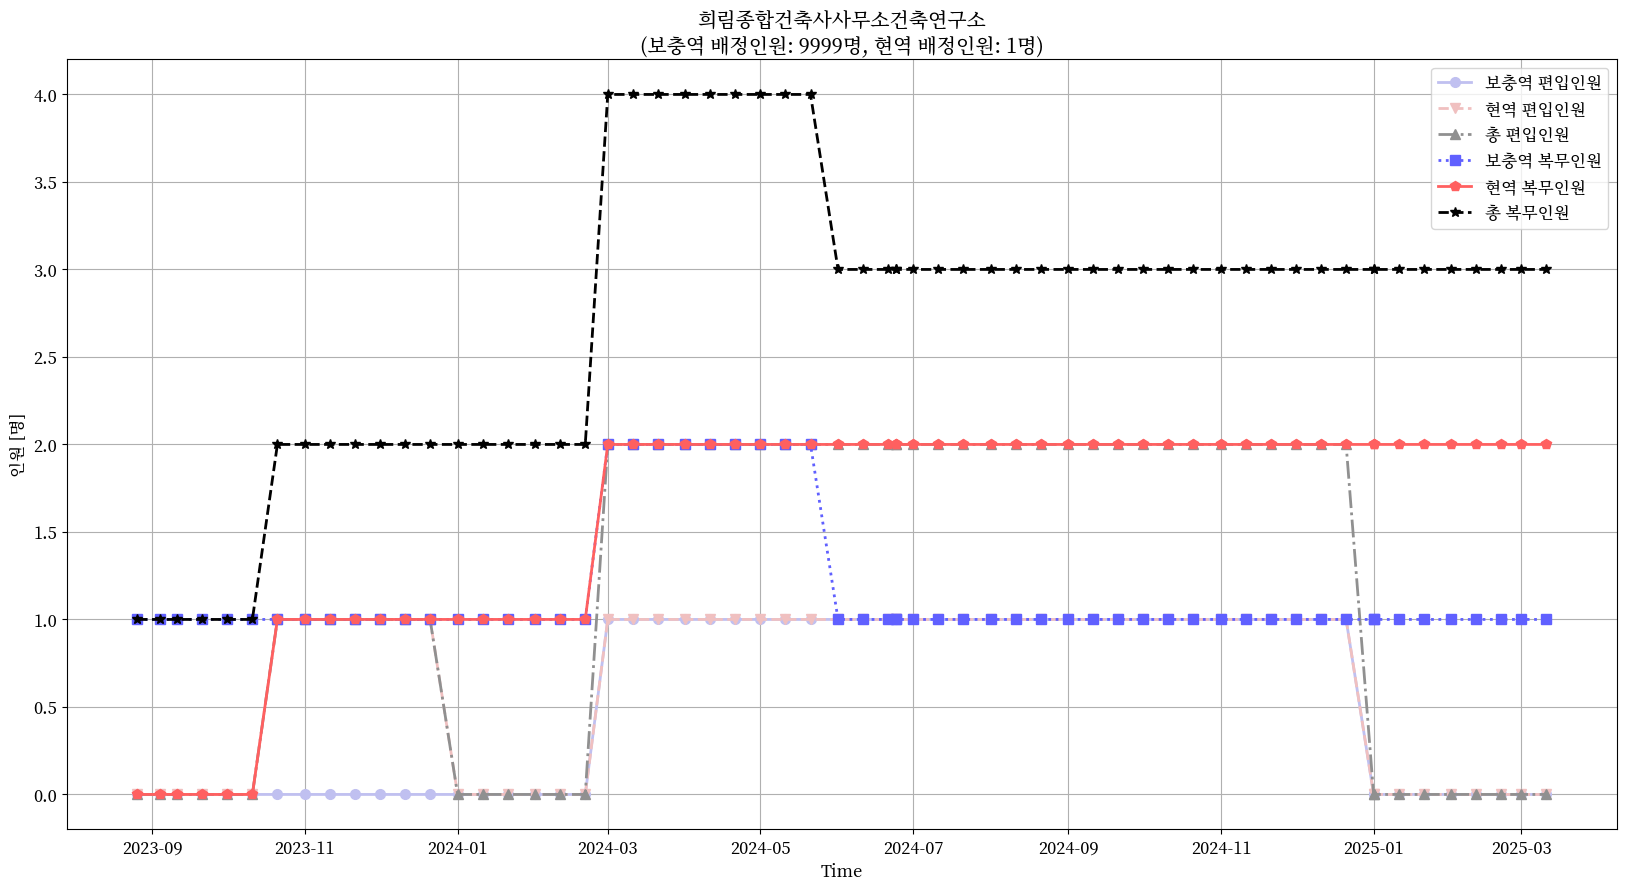 희림종합건축사사무소건축연구소
(보충역 배정인원: 9999명, 현역 배정인원: 1명)
보충역 편입인원
현역 편입인원
총 편입인원
보충역 복무인원
현역 복무인원
총 복무인원
인원 [명]
4.0
3.5
3.0
2.5
2.0
1.5
1.0
0.5
0.0
2023-09
2023-11
2024-01
2024-03
2024-05
2024-07
2024-09
2024-11
2025-01
2025-03
Time